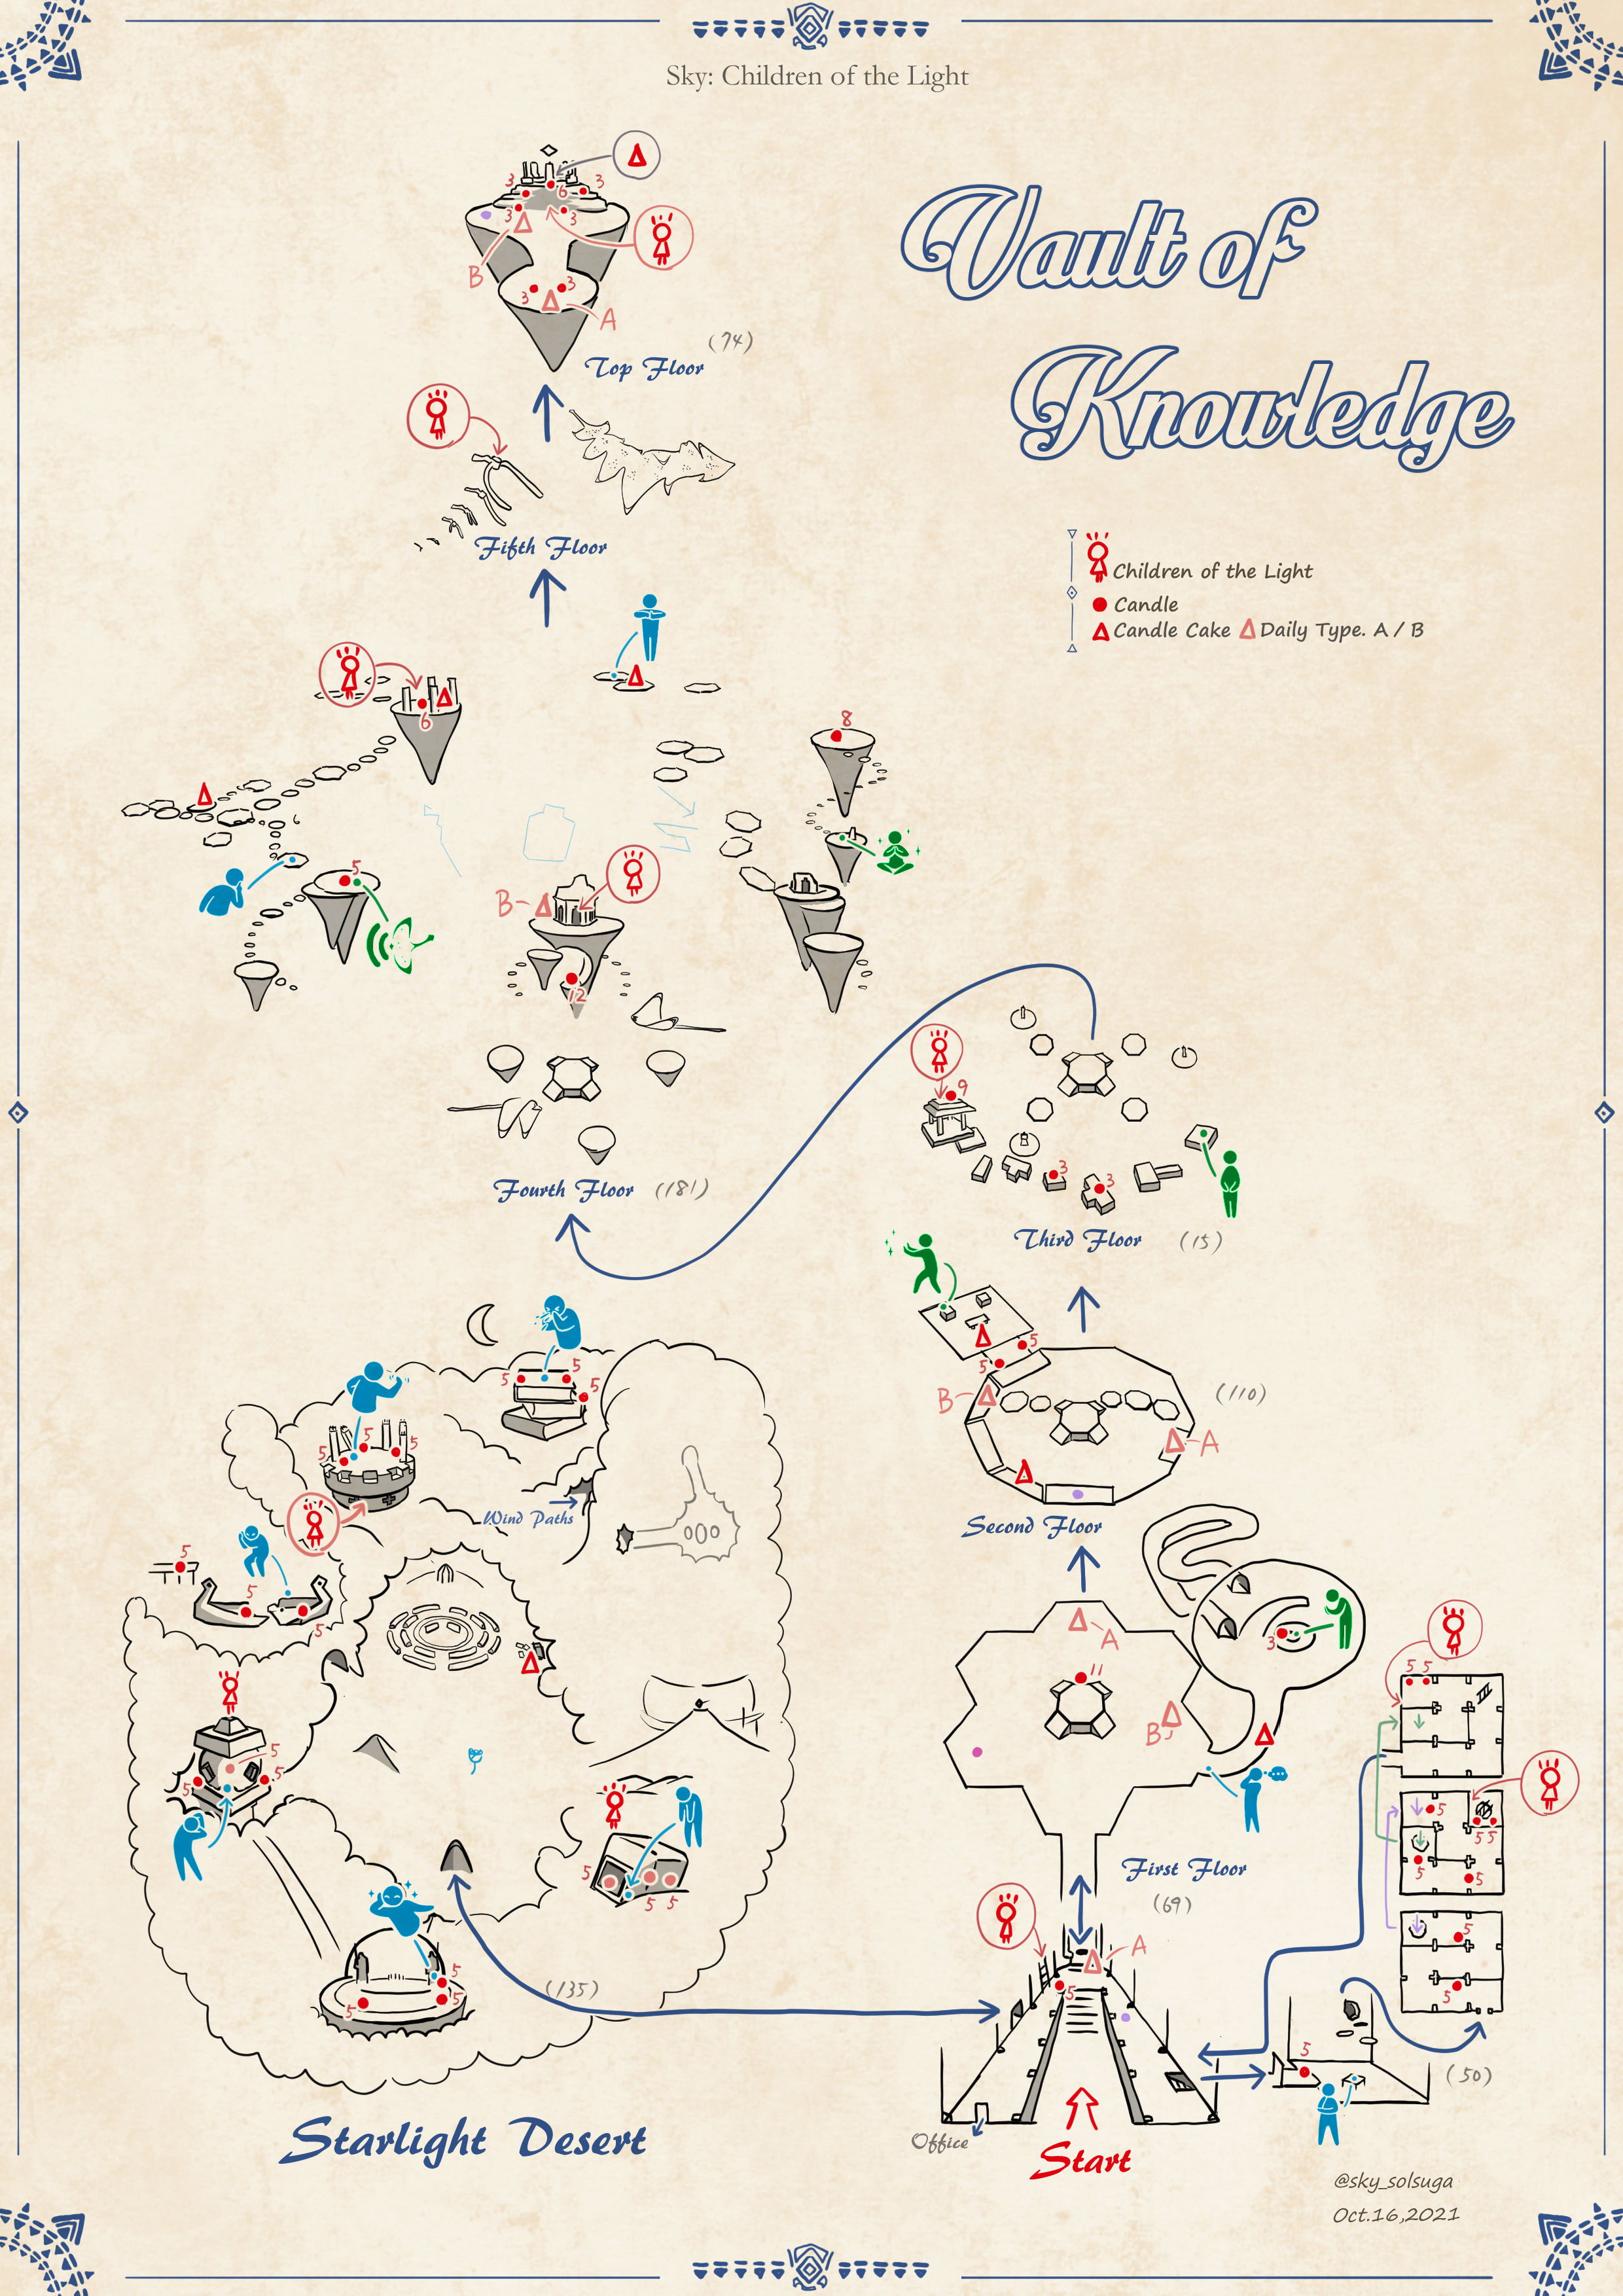 Sky: Children of the Light
Vault of
Knowledge
Children of the Light
Candle
Candle Cake Daily Type. A / B
3
3
6
3
3
B
3
3
A
(74)
Top Floor
Fifth Floor
6
8
5
B
12
Fourth Floor (181)
9
3
3
Third Floor (15)
5
5
B
(110)
A
Second Floor
5
5
5
5
5
5
Wind Paths
5
5
5
A
11
B
3
5 5
5
5 5
5
5
5
5
First Floor
(69)
5
5
5
5
5
5
A
5
5
5
5
(135)
5
(50)
Office
Start
Starlight Desert
@sky_solsuga
Oct.16,2021